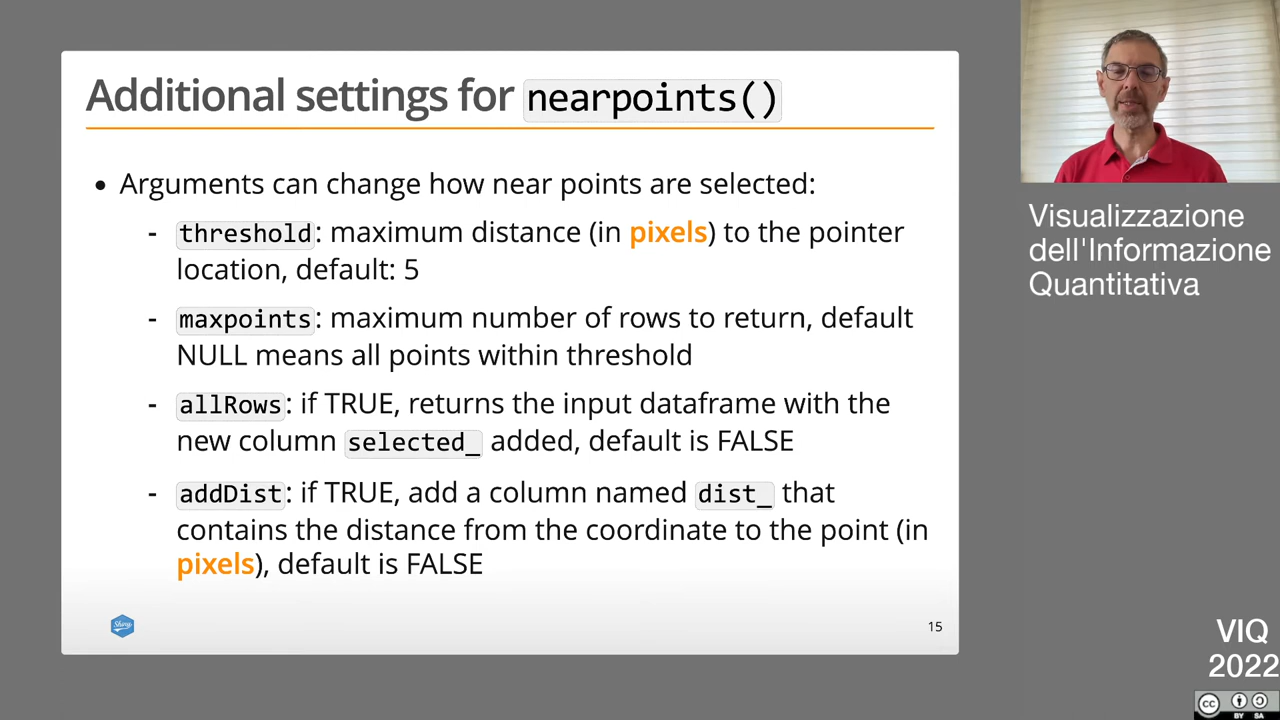 Additional settings for nearpoints()
• Arguments can change how near points are selected:
- threshold: maximum distance (in pixels) to the pointer
location, default: 5
- maxpoints: maximum number of rows to return, default
NULL means all points within threshold
- allRows: if TRUE, returns the input dataframe with the
new column selected_ added, default is FALSE
- addDist: if TRUE, add a column named dist_ that
contains the distance from the coordinate to the point (in
pixels), default is FALSE
Shiny
15
Visualizzazione
dell'Informazione
Quantitativa
VIQ
2022
cc
BY SA